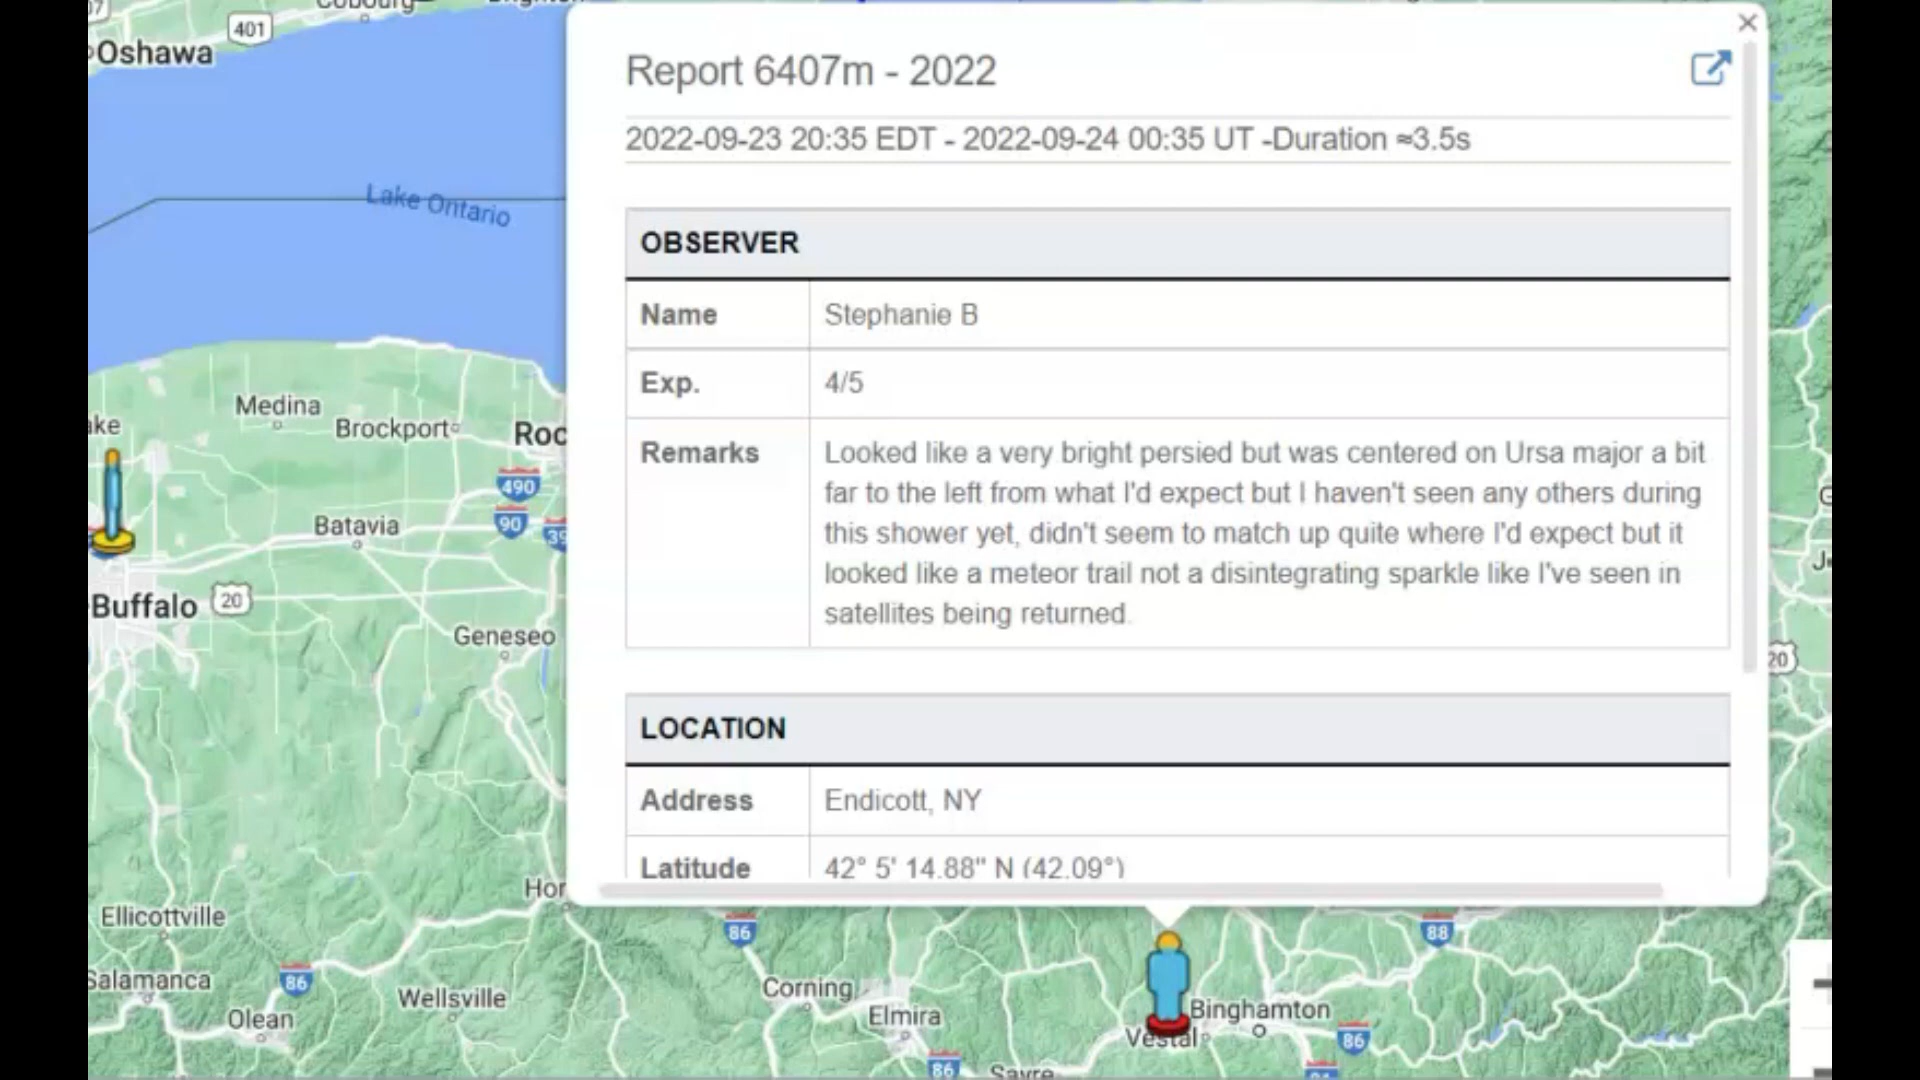 Oshawa
401
Lake Ontario
Medina
Brockport
490
90
Batavia
Buffalo
20
Geneseo
Ellicottville
Salamanca
86
Olean
Wellsville
86
Corning
Elmira
86
Vestal
Binghamton
86
88
20
Report 6407m - 2022
2022-09-23 20:35 EDT - 2022-09-24 00:35 UT -Duration ≈3.5s
OBSERVER
Name Stephanie B
Exp. 4/5
Remarks Looked like a very bright persied but was centered on Ursa major a bit
far to the left from what I'd expect but I haven't seen any others during
this shower yet, didn't seem to match up quite where I'd expect but it
looked like a meteor trail not a disintegrating sparkle like I've seen in
satellites being returned.
LOCATION
Address Endicott, NY
Latitude 42° 5' 14.88" N (42.09°)